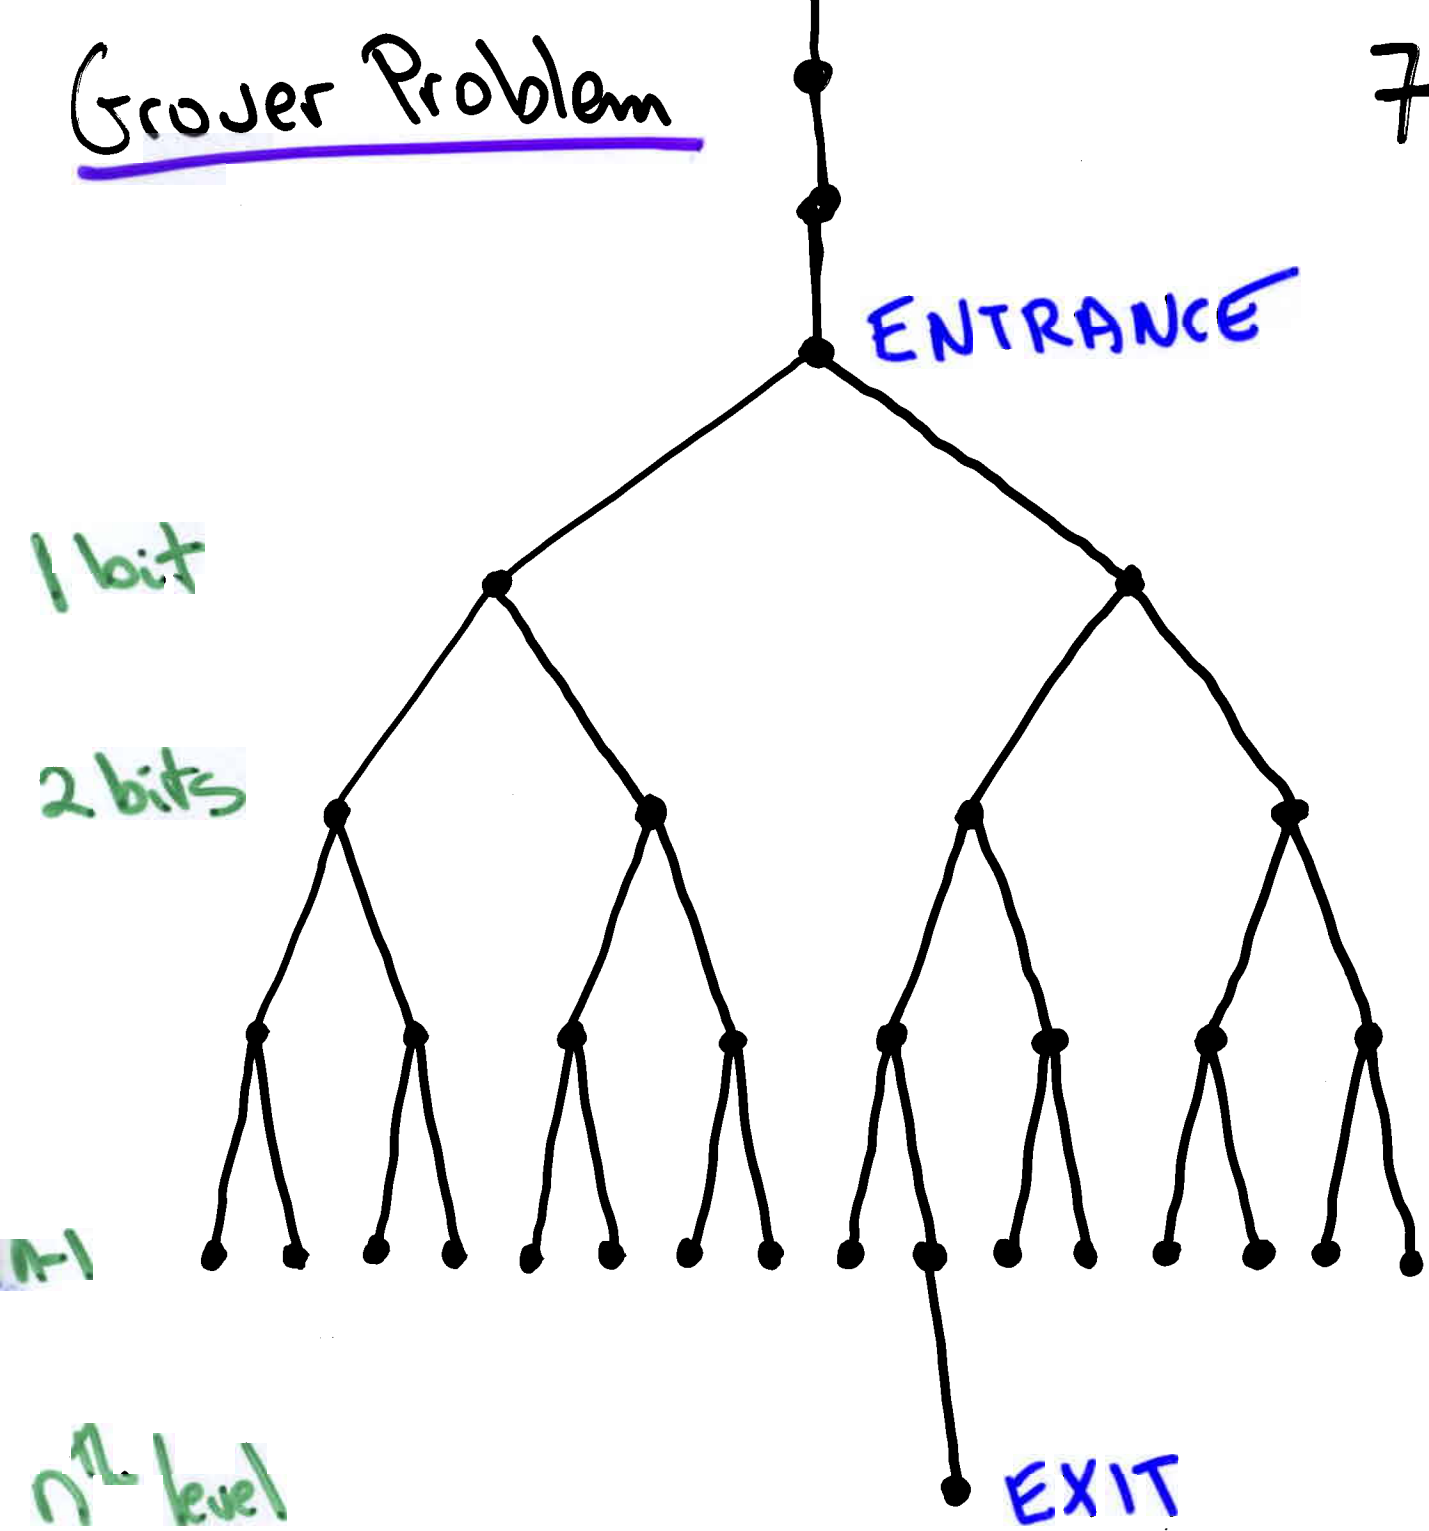 Grover Problem 7
ENTRANCE
1 bit
2 bits
n-1
nth level
EXIT